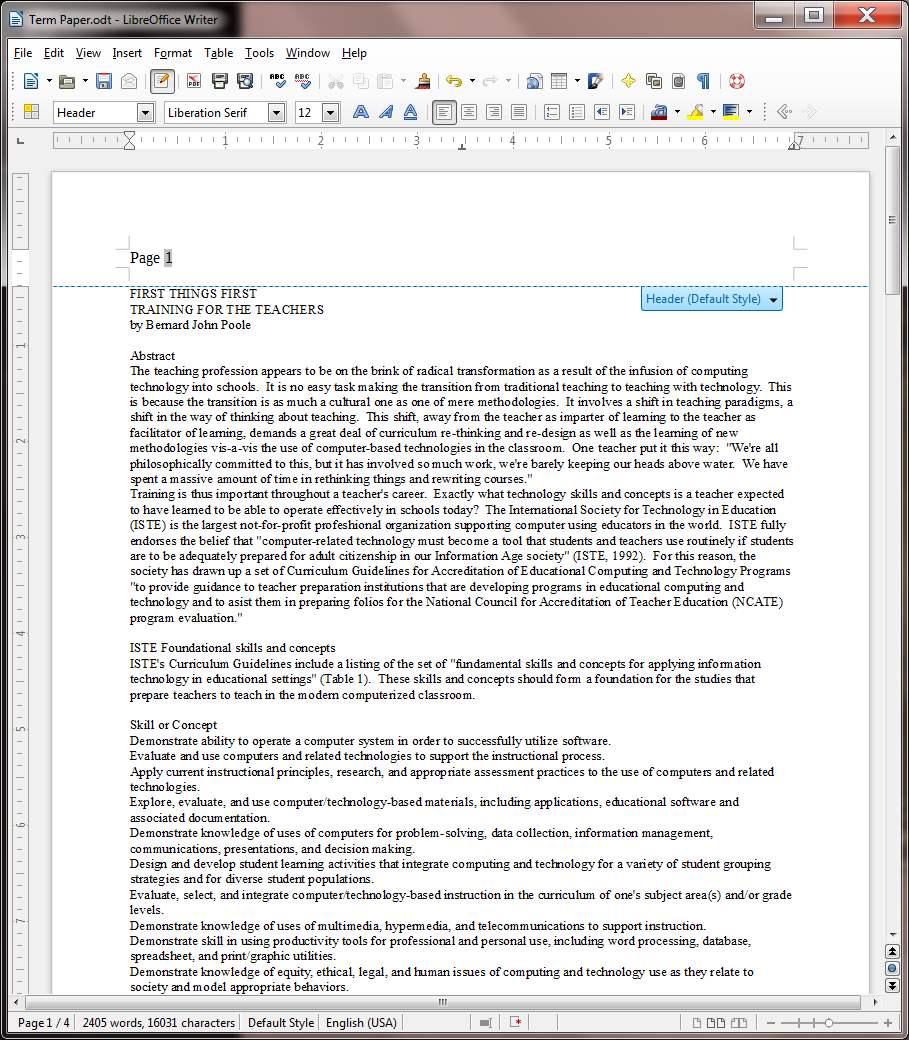 Term Paper.odt - LibreOffice Writer
File Edit View Insert Format Table Tools Window Help
PDF ABC ABC
Header Liberation Serif 12 A A A
1 2 3 4 5 6 7
Page 1
Header (Default Style)
FIRST THINGS FIRST
TRAINING FOR THE TEACHERS
by Bernard John Poole
Abstract
The teaching profession appears to be on the brink of radical transformation as a result of the infusion of computing
technology into schools. It is no easy task making the transition from traditional teaching to teaching with technology. This
is because the transition is as much a cultural one as one of mere methodologies. It involves a shift in teaching paradigms, a
shift in the way of thinking about teaching. This shift, away from the teacher as imparter of learning to the teacher as
facilitator of learning, demands a great deal of curriculum re-thinking and re-design as well as the learning of new
methodologies vis-a-vis the use of computer-based technologies in the classroom. One teacher put it this way: "We're all
philosophically committed to this, but it has involved so much work, we're barely keeping our heads above water. We have
spent a massive amount of time in rethinking things and rewriting courses."
Training is thus important throughout a teacher's career. Exactly what technology skills and concepts is a teacher expected
to have learned to be able to operate effectively in schools today? The International Society for Technology in Education
(ISTE) is the largest not-for-profit profeshional organization supporting computer using educators in the world. ISTE fully
endorses the belief that "computer-related technology must become a tool that students and teachers use routinely if students
are to be adequately prepared for adult citizenship in our Information Age society" (ISTE, 1992). For this reason, the
society has drawn up a set of Curriculum Guidelines for Accreditation of Educational Computing and Technology Programs
"to provide guidance to teacher preparation institutions that are developing programs in educational computing and
technology and to asist them in preparing folios for the National Council for Accreditation of Teacher Education (NCATE)
program evaluation."
ISTE Foundational skills and concepts
ISTE's Curriculum Guidelines include a listing of the set of "fundamental skills and concepts for applying information
technology in educational settings" (Table 1). These skills and concepts should form a foundation for the studies that
prepare teachers to teach in the modern computerized classroom.
Skill or Concept
Demonstrate ability to operate a computer system in order to successfully utilize software.
Evaluate and use computers and related technologies to support the instructional process.
Apply current instructional principles, research, and appropriate assessment practices to the use of computers and related
technologies.
Explore, evaluate, and use computer/technology-based materials, including applications, educational software and
associated documentation.
Demonstrate knowledge of uses of computers for problem-solving, data collection, information management,
communications, presentations, and decision making.
Design and develop student learning activities that integrate computing and technology for a variety of student grouping
strategies and for diverse student populations.
Evaluate, select, and integrate computer/technology-based instruction in the curriculum of one's subject area(s) and/or grade
levels.
Demonstrate knowledge of uses of multimedia, hypermedia, and telecommunications to support instruction.
Demonstrate skill in using productivity tools for professional and personal use, including word processing, database,
spreadsheet, and print/graphic utilities.
Demonstrate knowledge of equity, ethical, legal, and human issues of computing and technology use as they relate to
society and model appropriate behaviors.
1
2
3
4
5
6
7
Page 1 / 4 2405 words, 16031 characters Default Style English (USA)